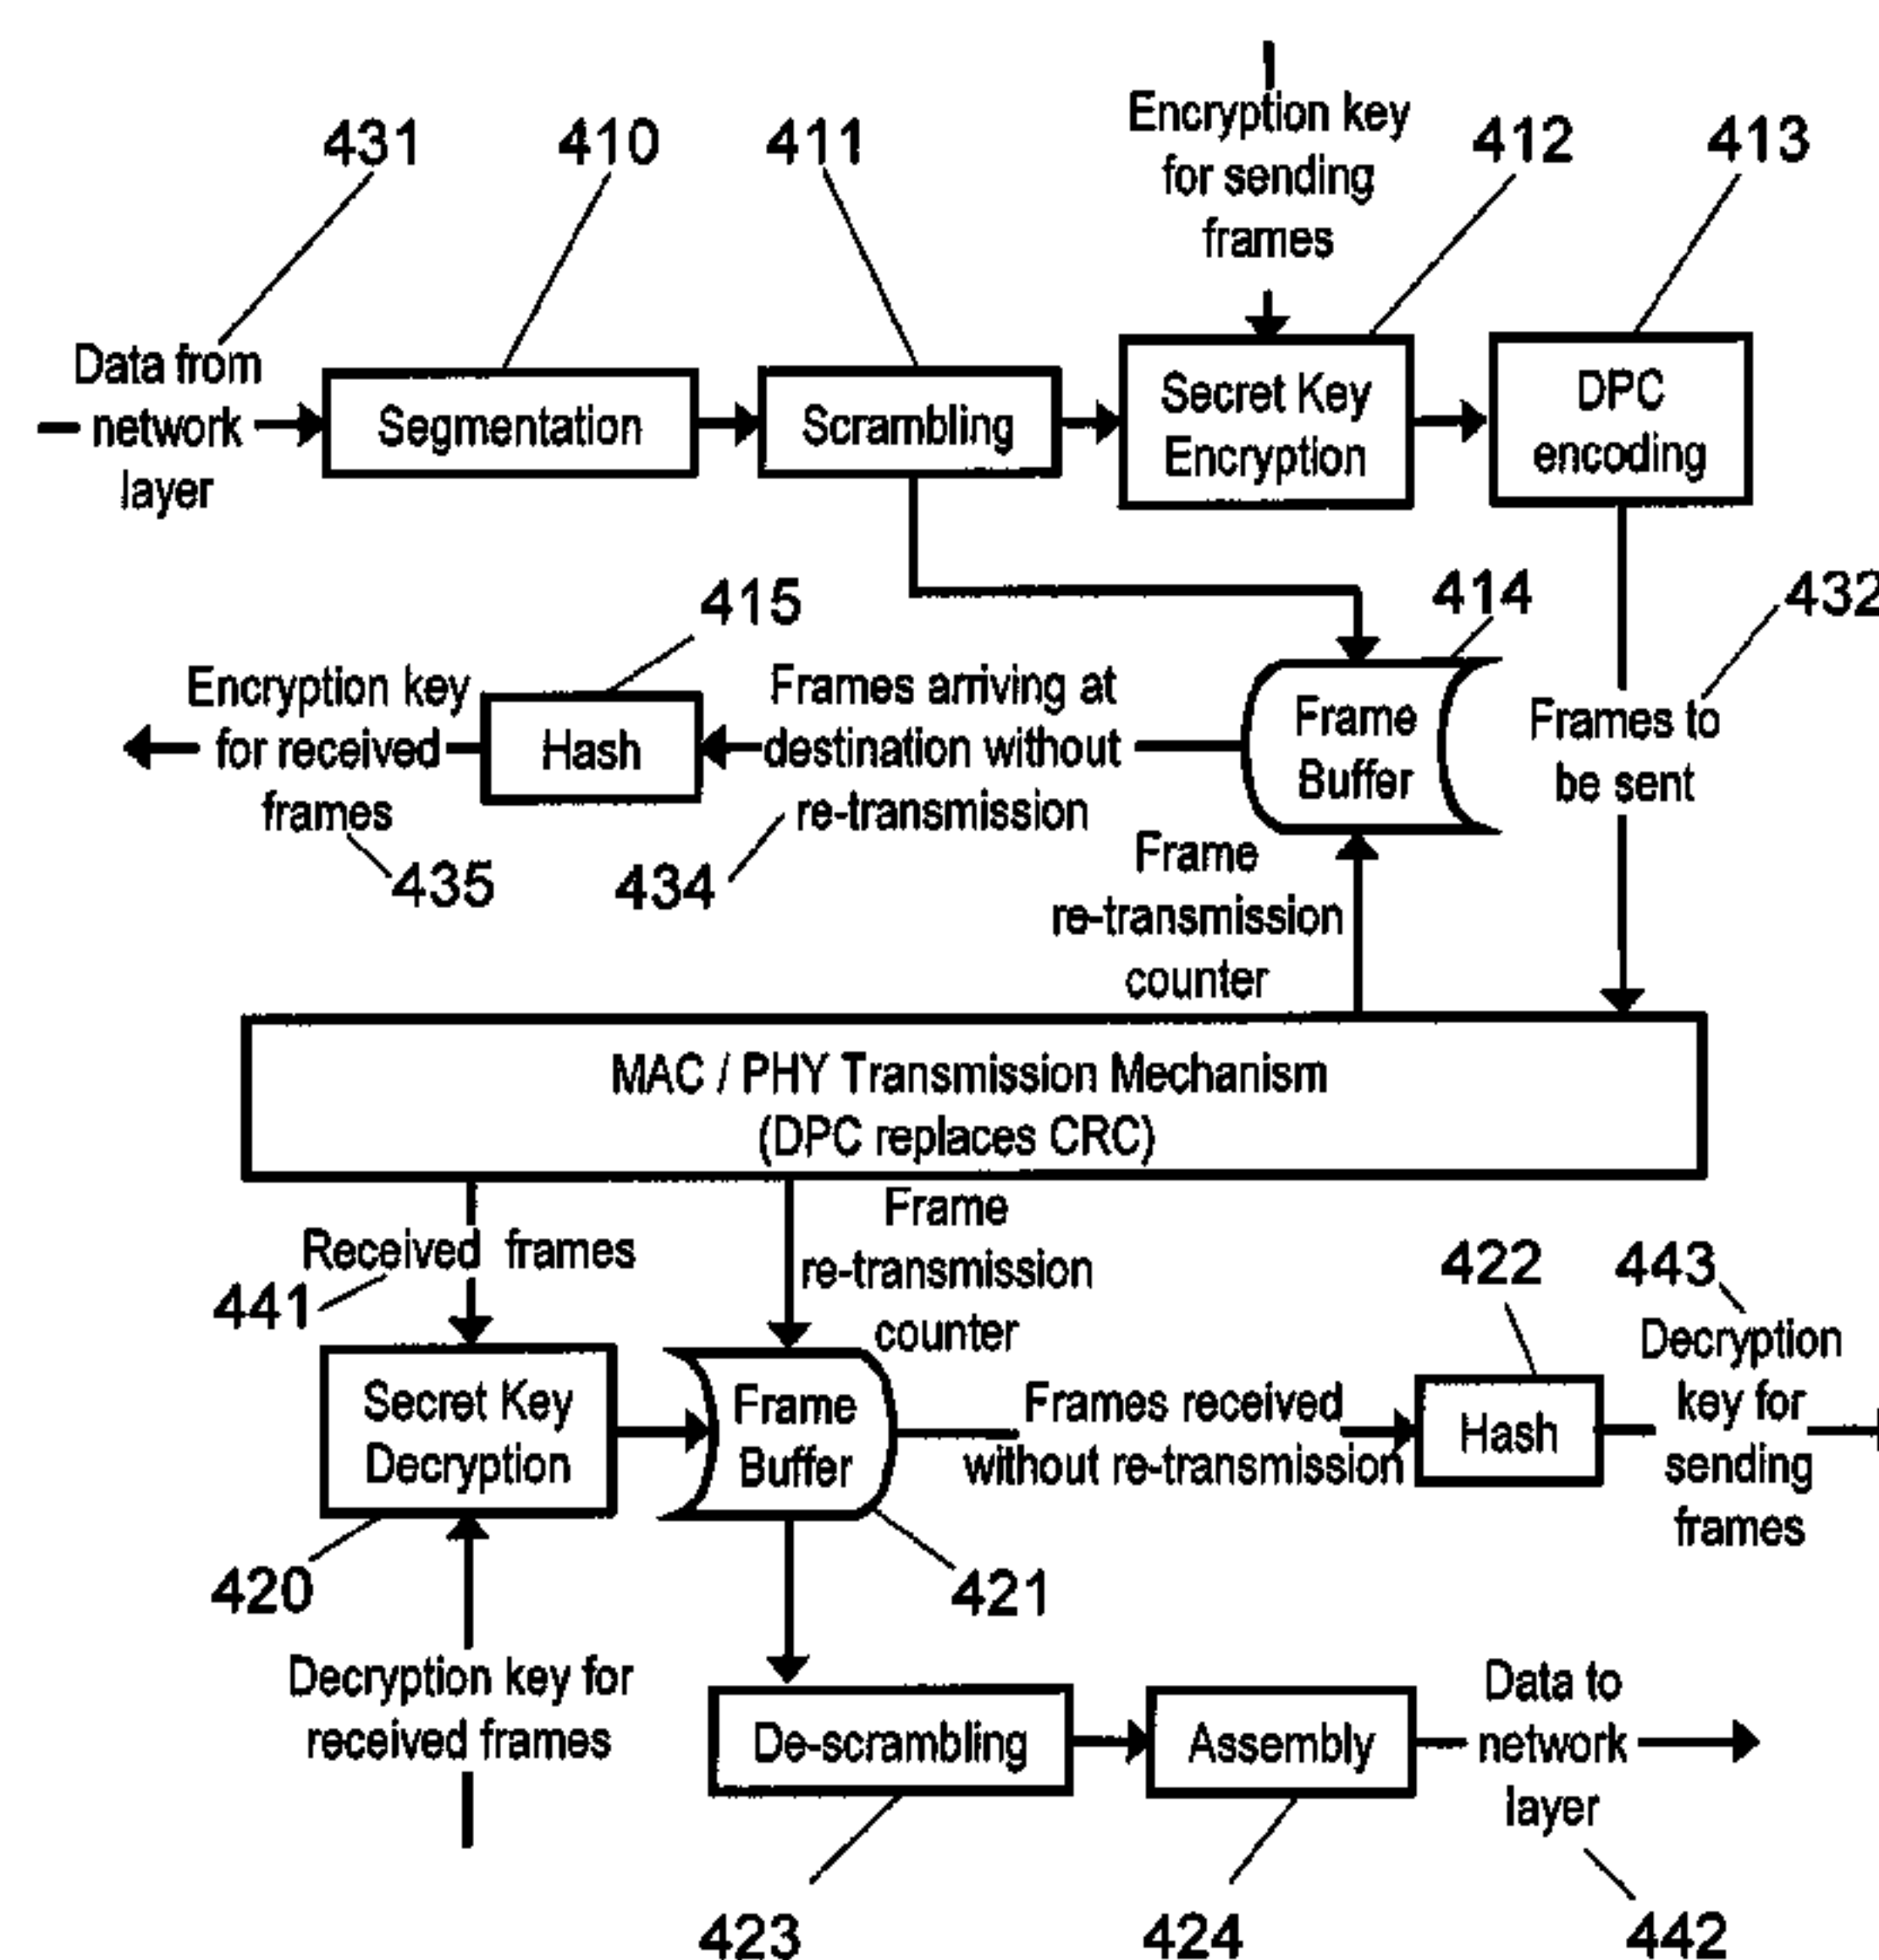 431
410
411
Encryption key
for sending
frames
412
413
Data from
network
layer
Segmentation
Scrambling
Secret Key
Encryption
DPC
encoding
415
414
432
Encryption key
for received
frames
Hash
Frames arriving at
destination without
re-transmission
Frame
Buffer
Frames to
be sent
435
434
Frame
re-transmission
counter
MAC / PHY Transmission Mechanism
(DPC replaces CRC)
Received frames
441
Frame
re-transmission
counter
422
443
Secret Key
Decryption
Frame
Buffer
Frames received
without re-transmission
Hash
Decryption
key for
sending
frames
420
421
Decryption key for
received frames
De-scrambling
Assembly
Data to
network
layer
423
424
442